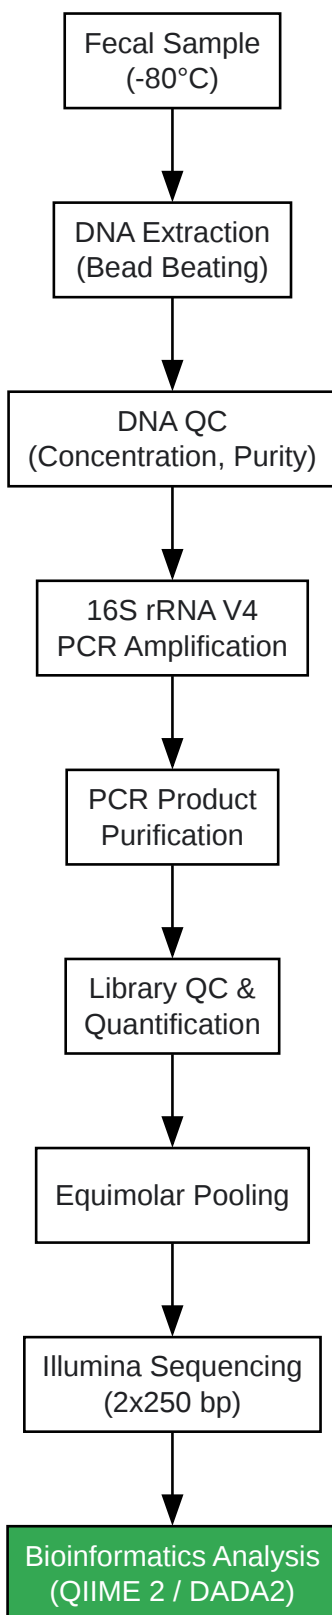 Fecal Sample
(-80°C)
DNA Extraction
(Bead Beating)
DNA QC
(Concentration, Purity)
16S rRNA V4
PCR Amplification
PCR Product
Purification
Library QC &
Quantification
Equimolar Pooling
Illumina Sequencing
(2x250 bp)
Bioinformatics Analysis
(QIIME 2 / DADA2)